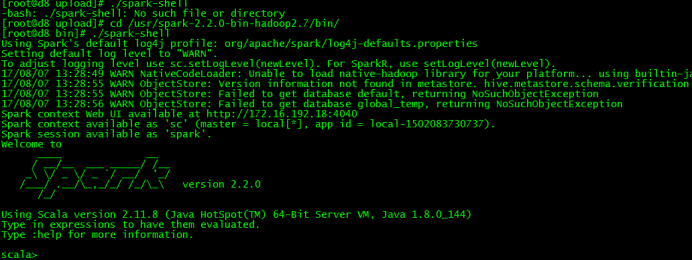 [root@d8 upload]# ./spark-shell
-bash: ./spark-shell: No such file or directory
[root@d8 upload]# cd /usr/spark-2.2.0-bin-hadoop2.7/bin/
[root@d8 bin]# ./spark-shell
Using Spark's default log4j profile: org/apache/spark/log4j-defaults.properties
Setting default log level to "WARN".
To adjust logging level use sc.setLogLevel(newLevel). For SparkR, use setLogLevel(newLevel).
17/08/07 13:28:49 WARN NativeCodeLoader: Unable to load native-hadoop library for your platform... using builtin-ja
17/08/07 13:28:55 WARN ObjectStore: Version information not found in metastore. hive.metastore.schema.verification
17/08/07 13:28:55 WARN ObjectStore: Failed to get database default, returning NoSuchObjectException
17/08/07 13:28:56 WARN ObjectStore: Failed to get database global_temp, returning NoSuchObjectException
Spark context Web UI available at http://172.16.192.18:4040
Spark context available as 'sc' (master = local[*], app id = local-1502083730737).
Spark session available as 'spark'.
Welcome to
Spark version 2.2.0
Using Scala version 2.11.8 (Java HotSpot(TM) 64-Bit Server VM, Java 1.8.0_144)
Type in expressions to have them evaluated.
Type :help for more information.
scala>